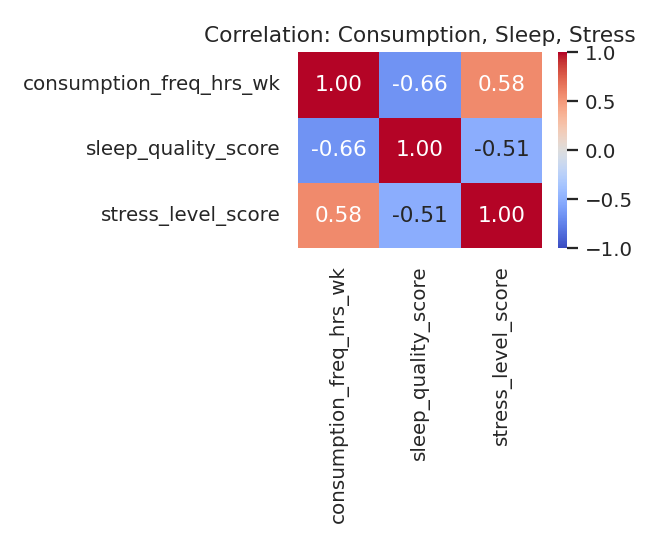 Correlation: Consumption, Sleep, Stress
consumption_freq_hrs_wk 1.00 -0.66 0.58
sleep_quality_score -0.66 1.00 -0.51
stress_level_score 0.58 -0.51 1.00
consumption_freq_hrs_wk
sleep_quality_score
stress_level_score
1.0
0.5
0.0
−0.5
−1.0